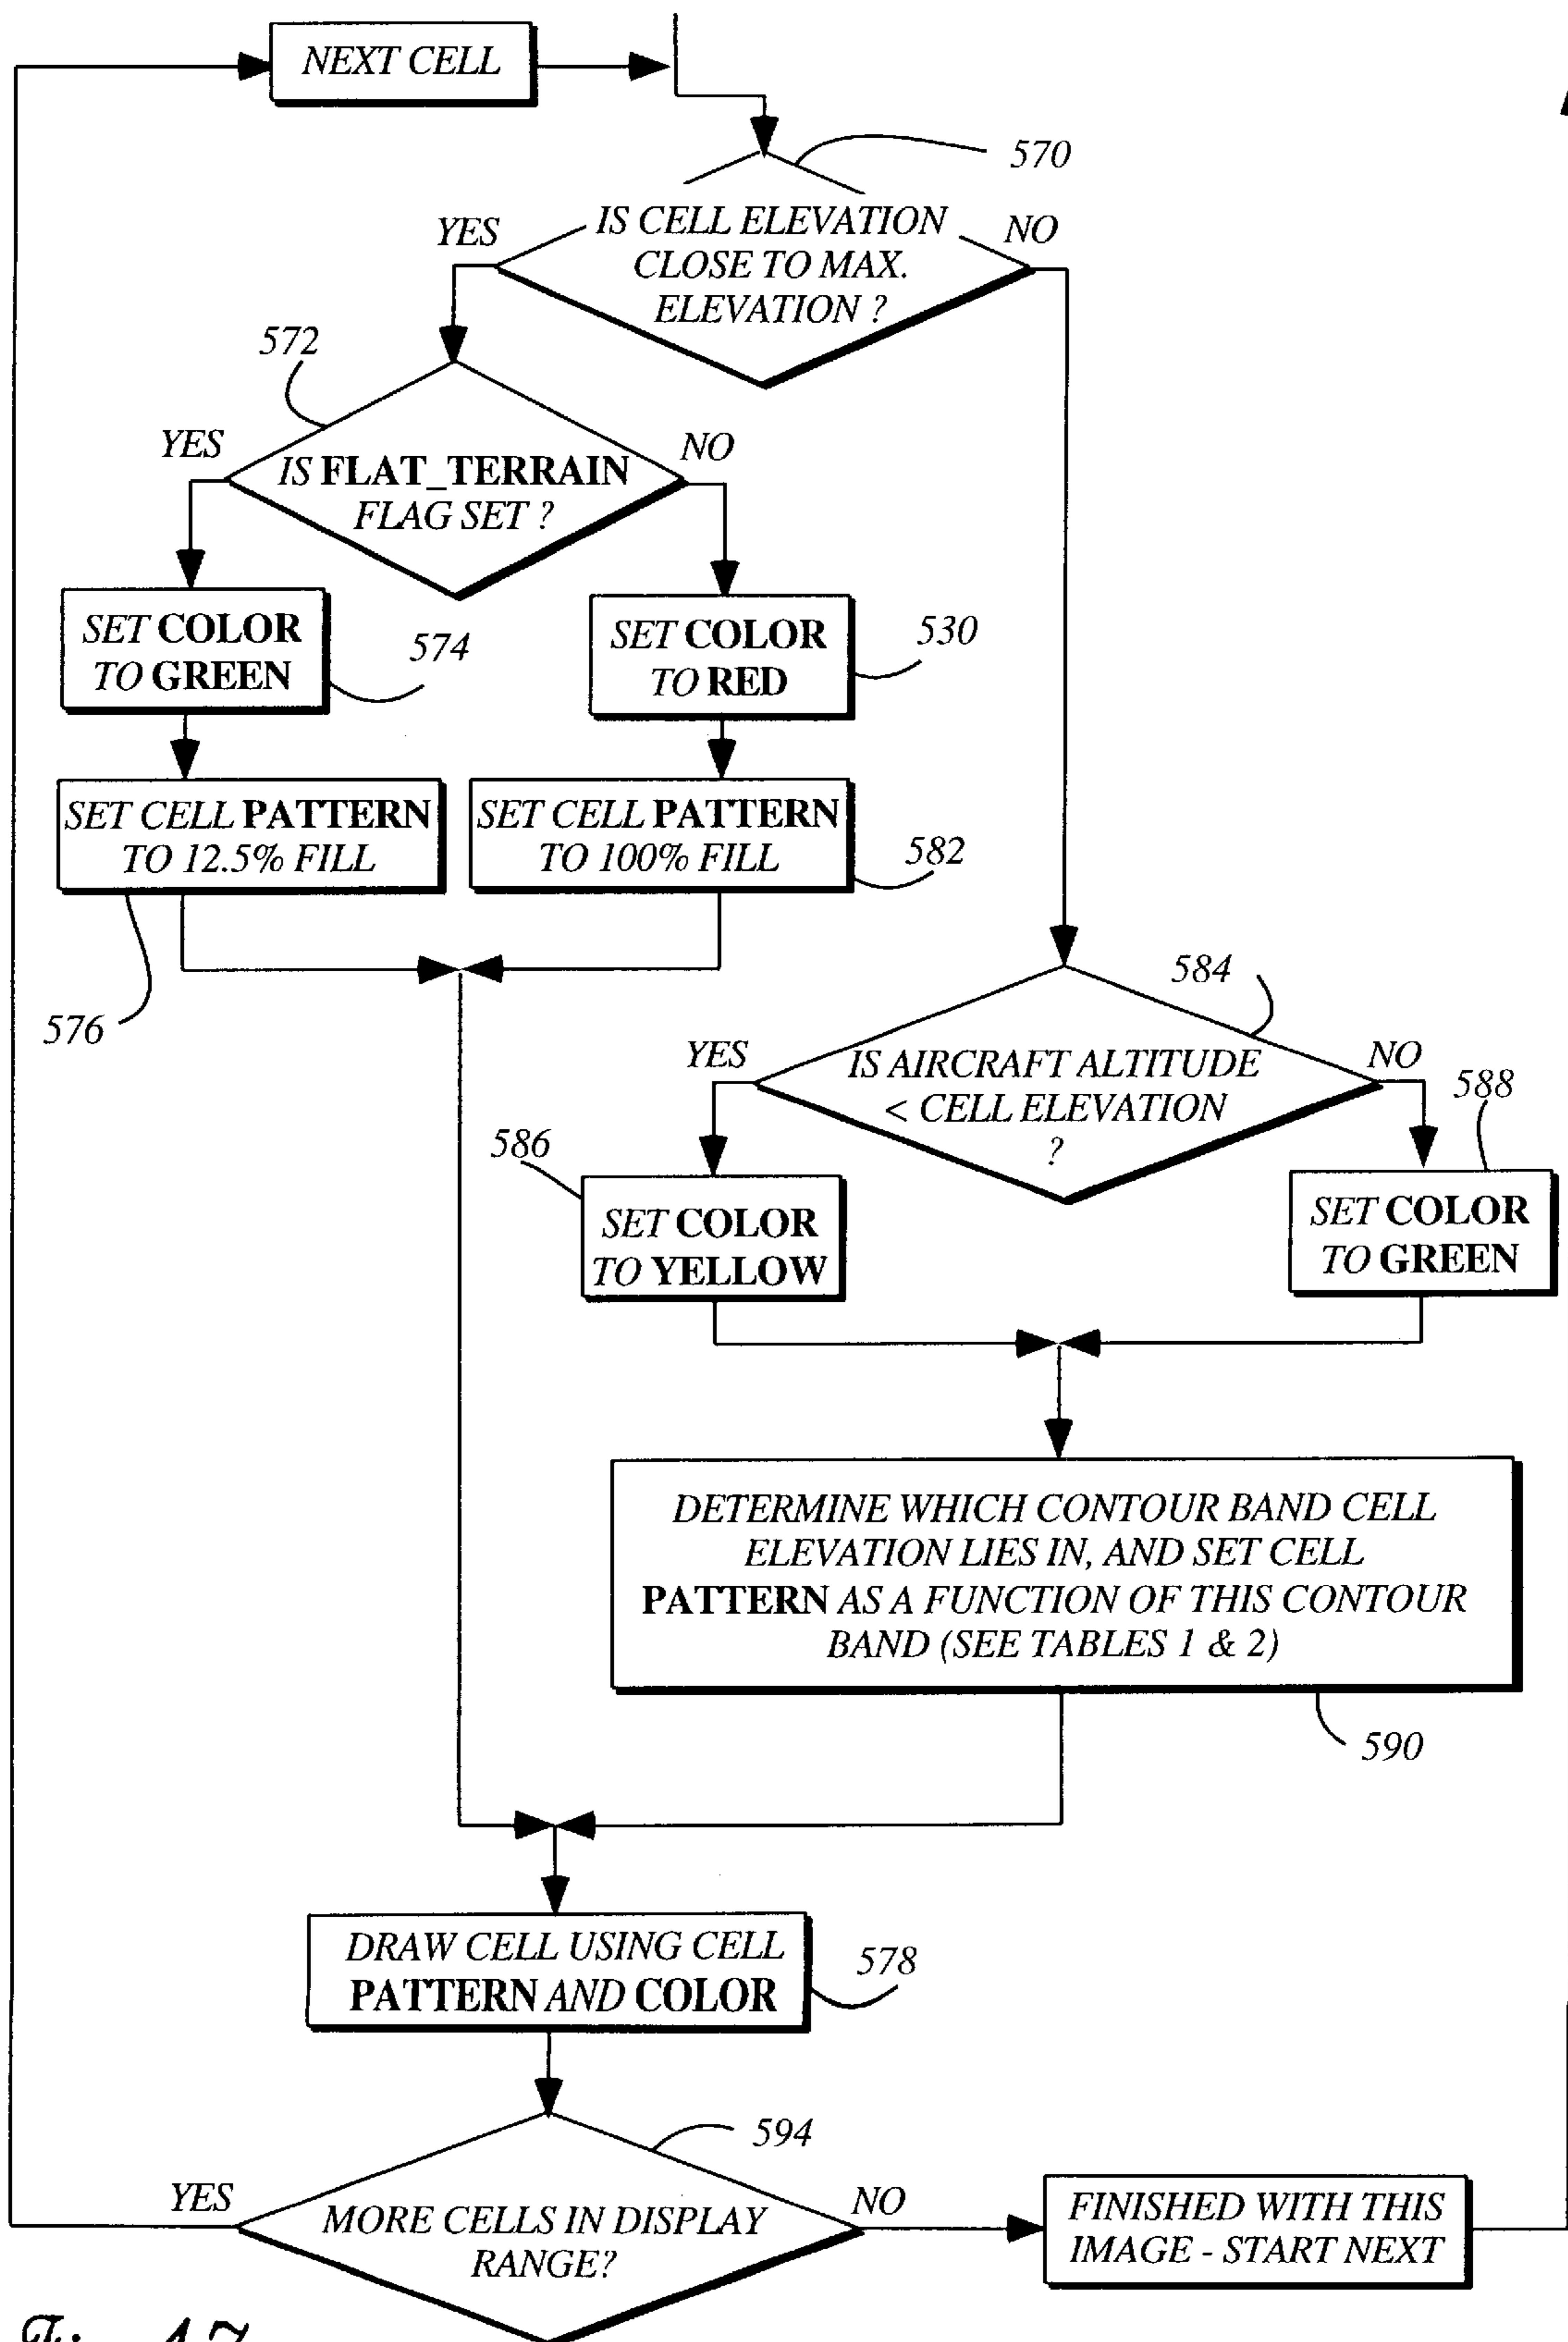 NEXT CELL
570
IS CELL ELEVATION
CLOSE TO MAX.
ELEVATION ?
YES
NO
572
IS FLAT_TERRAIN
FLAG SET ?
YES
NO
SET COLOR
TO GREEN
574
SET COLOR
TO RED
530
SET CELL PATTERN
TO 12.5% FILL
576
SET CELL PATTERN
TO 100% FILL
582
584
IS AIRCRAFT ALTITUDE
< CELL ELEVATION
?
YES
NO
586
SET COLOR
TO YELLOW
588
SET COLOR
TO GREEN
DETERMINE WHICH CONTOUR BAND CELL
ELEVATION LIES IN, AND SET CELL
PATTERN AS A FUNCTION OF THIS CONTOUR
BAND (SEE TABLES 1 & 2)
590
DRAW CELL USING CELL
PATTERN AND COLOR
578
594
MORE CELLS IN DISPLAY
RANGE?
YES
NO
FINISHED WITH THIS
IMAGE - START NEXT